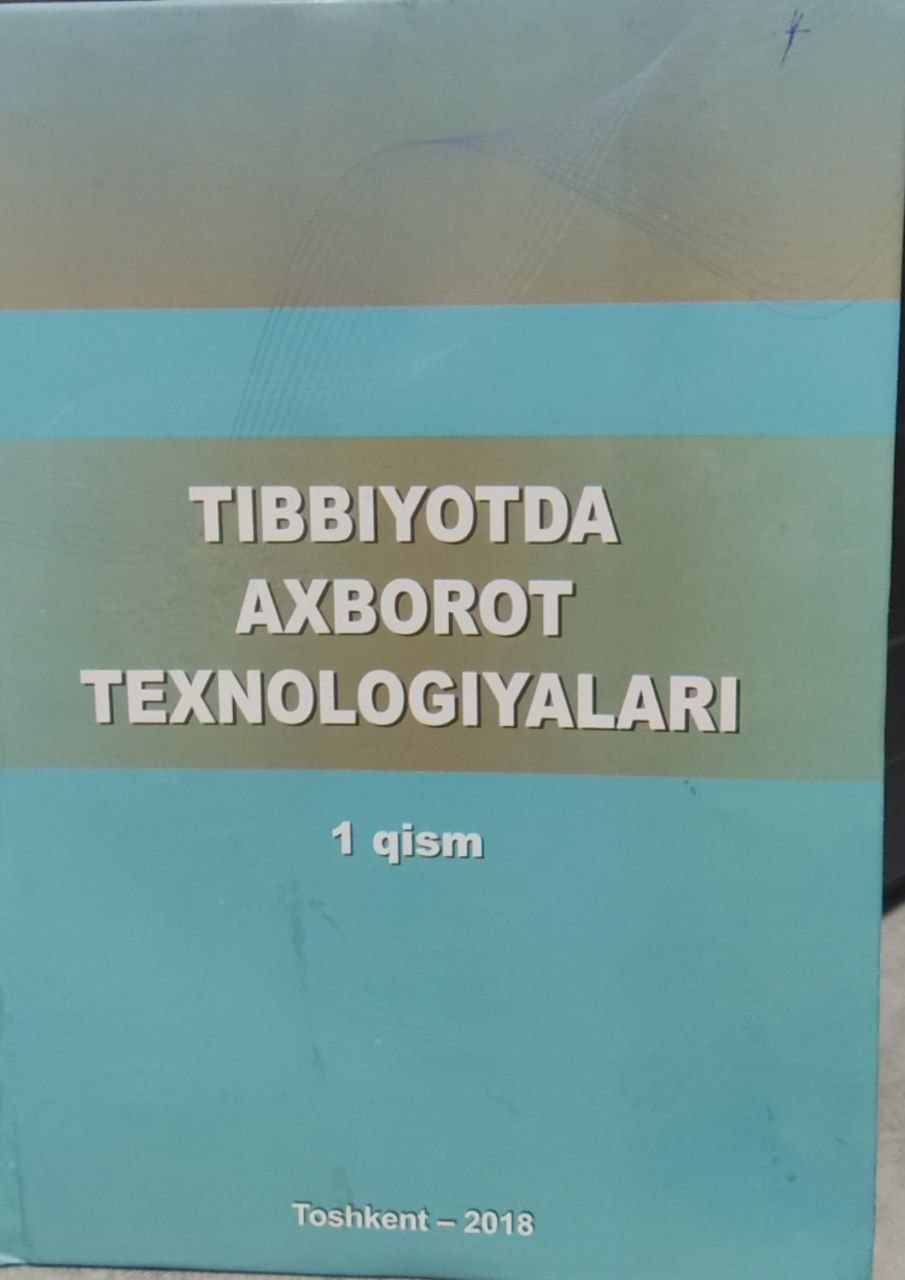 TIBBIYOTDA
AXBOROT
TEXNOLOGIYALARI
1 qism
Toshkent – 2018